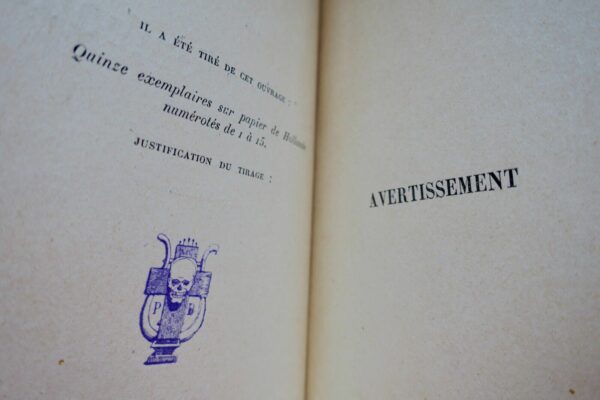 IL A ÉTÉ TIRÉ DE CET OUVRAGE :
Quinze exemplaires sur papier de Hollande
numérotés de 1 à 15.
JUSTIFICATION DU TIRAGE :
P B
AVERTISSEMENT